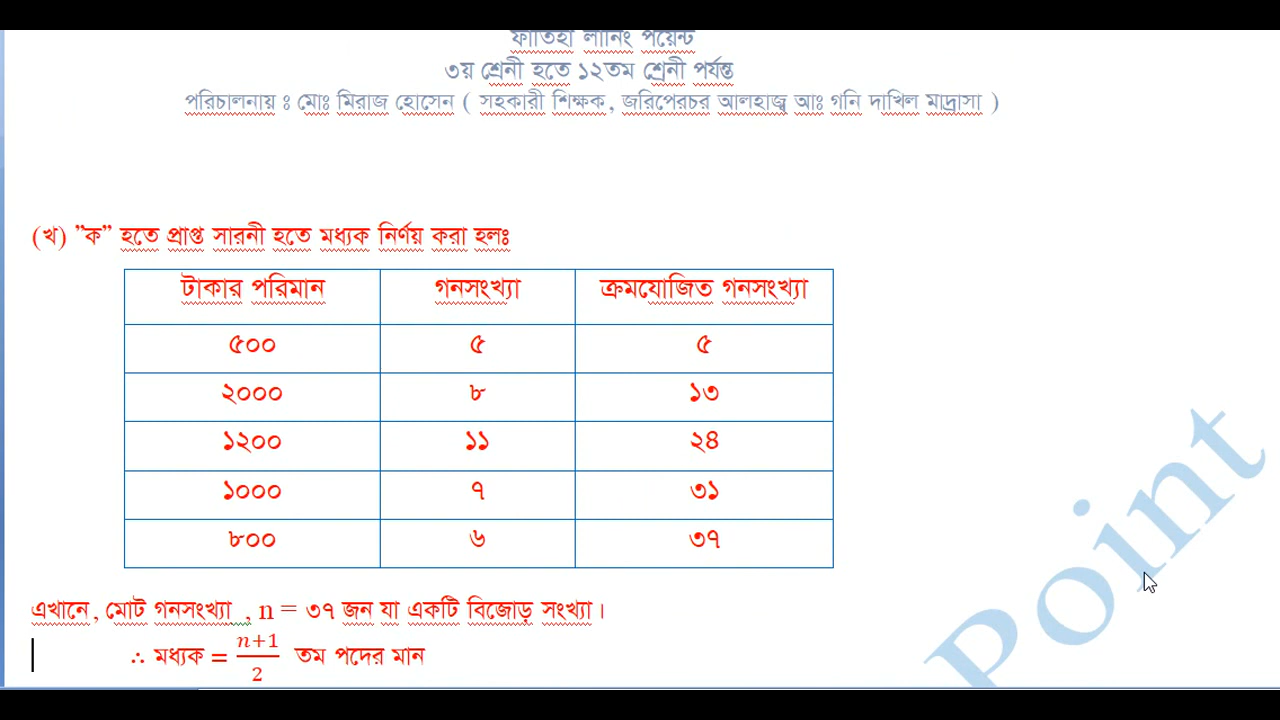 ফাতিহা লার্নিং পয়েন্ট
৩য় শ্রেনী হতে ১২তম শ্রেনী পর্যন্ত
পরিচালনায় ঃ মোঃ মিরাজ হোসেন ( সহকারী শিক্ষক, জরিপেরচর আলহাজ্ব আঃ গনি দাখিল মাদ্রাসা )
(খ) ”ক” হতে প্রাপ্ত সারনী হতে মধ্যক নির্ণয় করা হলঃ
টাকার পরিমান গনসংখ্যা ক্রমযোজিত গনসংখ্যা
৫০০ ৫ ৫
২০০০ ৮ ১৩
১২০০ ১১ ২৪
১০০০ ৭ ৩১
৮০০ ৬ ৩৭
এখানে, মোট গনসংখ্যা , n = ৩৭ জন যা একটি বিজোড় সংখ্যা।
∴ মধ্যক = (n+1)/2 তম পদের মান
Point